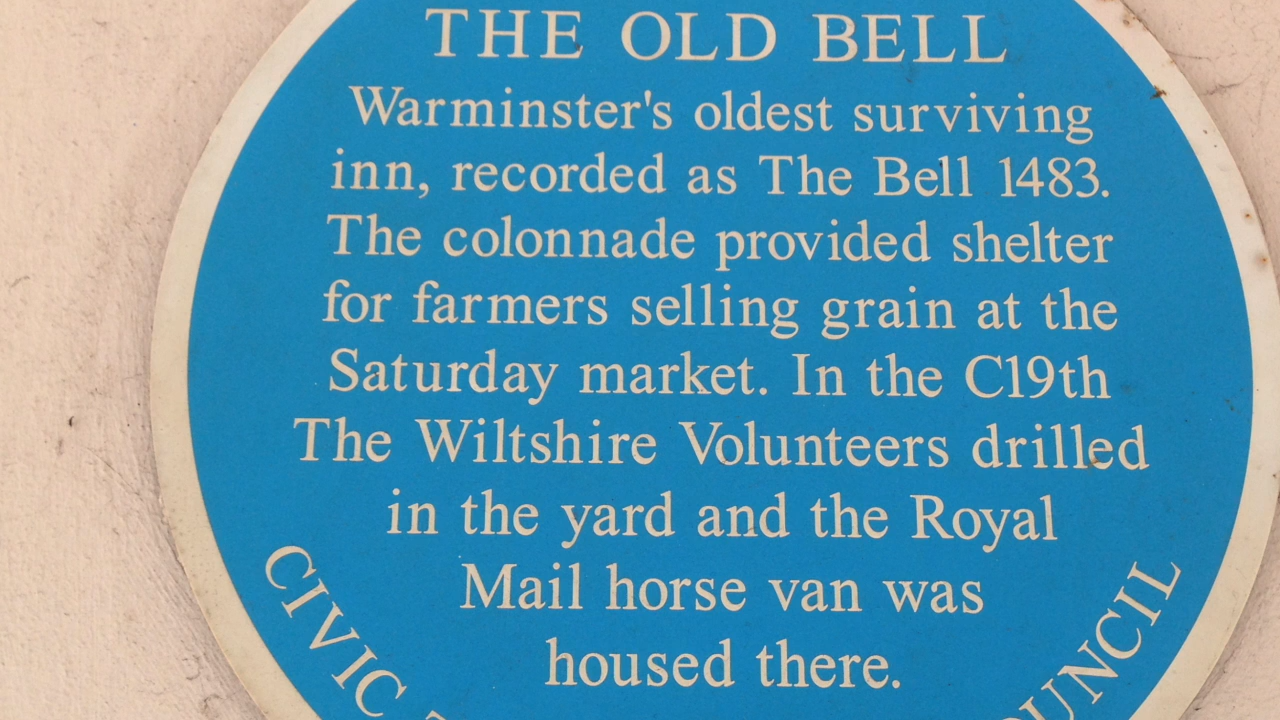 THE OLD BELL
Warminster's oldest surviving
inn, recorded as The Bell 1483.
The colonnade provided shelter
for farmers selling grain at the
Saturday market. In the C19th
The Wiltshire Volunteers drilled
in the yard and the Royal
Mail horse van was
housed there.
CIVIC